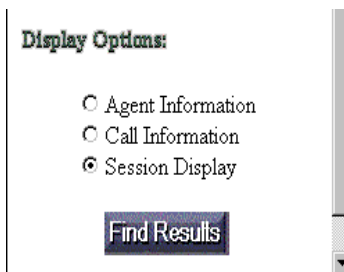 Display Options:
Agent Information
Call Information
Session Display
Find Results